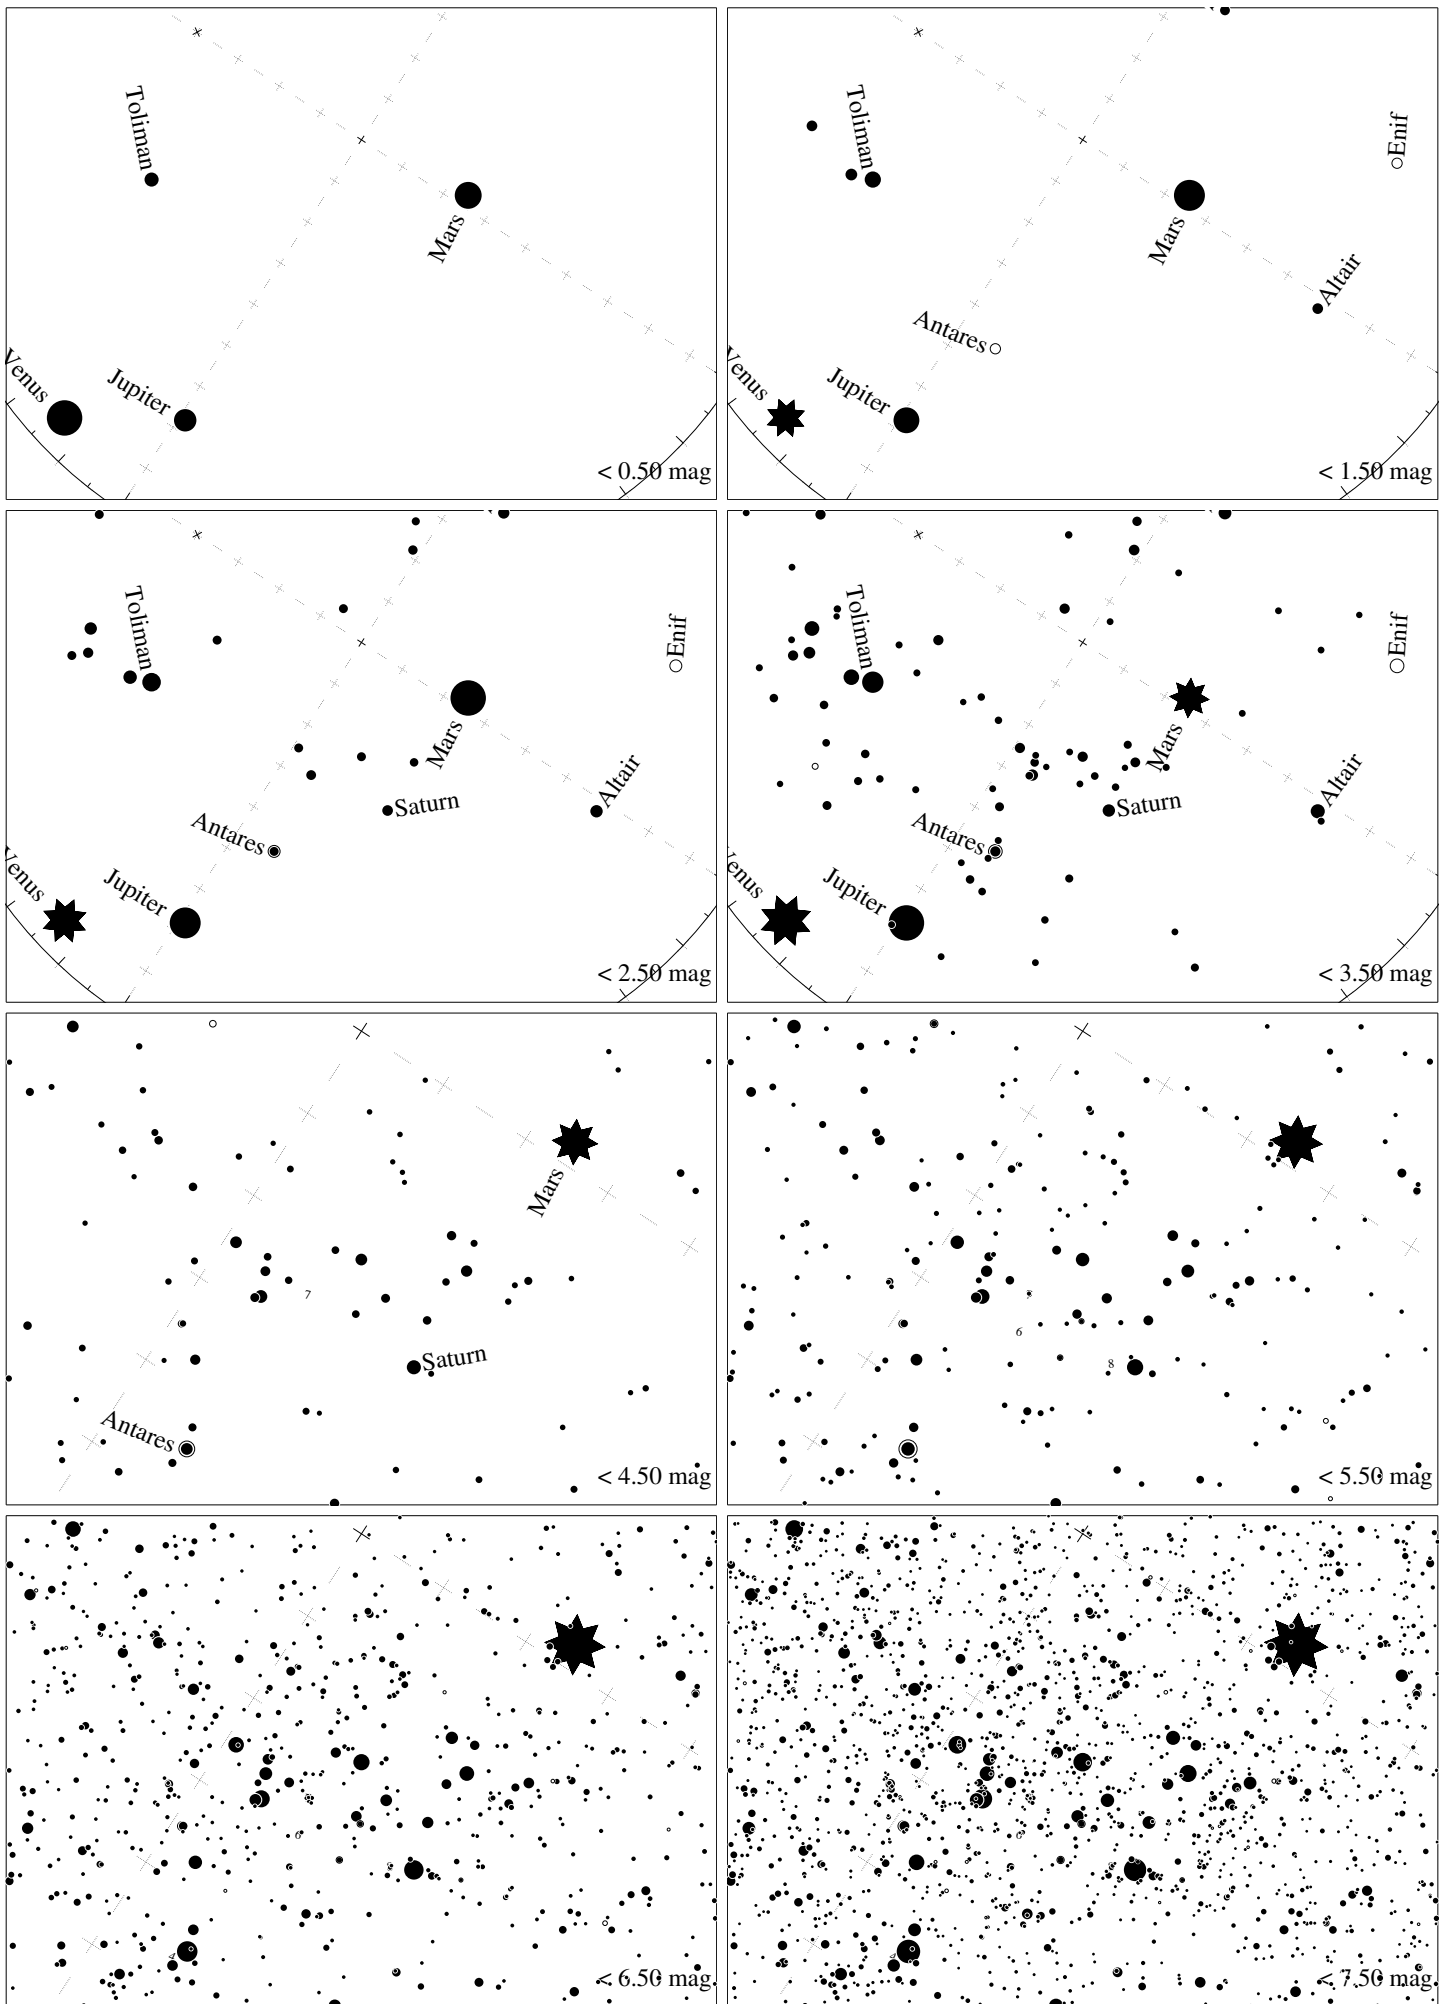 Toliman
Mars
Venus
Jupiter
< 0.50 mag
Toliman
Enif
Mars
Altair
Antares
Venus
Jupiter
< 1.50 mag
Toliman
Enif
Mars
Altair
Saturn
Antares
Venus
Jupiter
< 2.50 mag
Toliman
Enif
Mars
Altair
Saturn
Antares
Venus
Jupiter
< 3.50 mag
Mars
7
Saturn
Antares
< 4.50 mag
6
8
< 5.50 mag
6
< 6.50 mag
6
< 7.50 mag